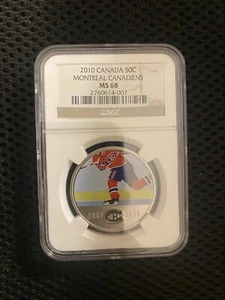 2010 CANADA 50C
MONTREAL CANADIENS
MS 68
2760614-007
NGC